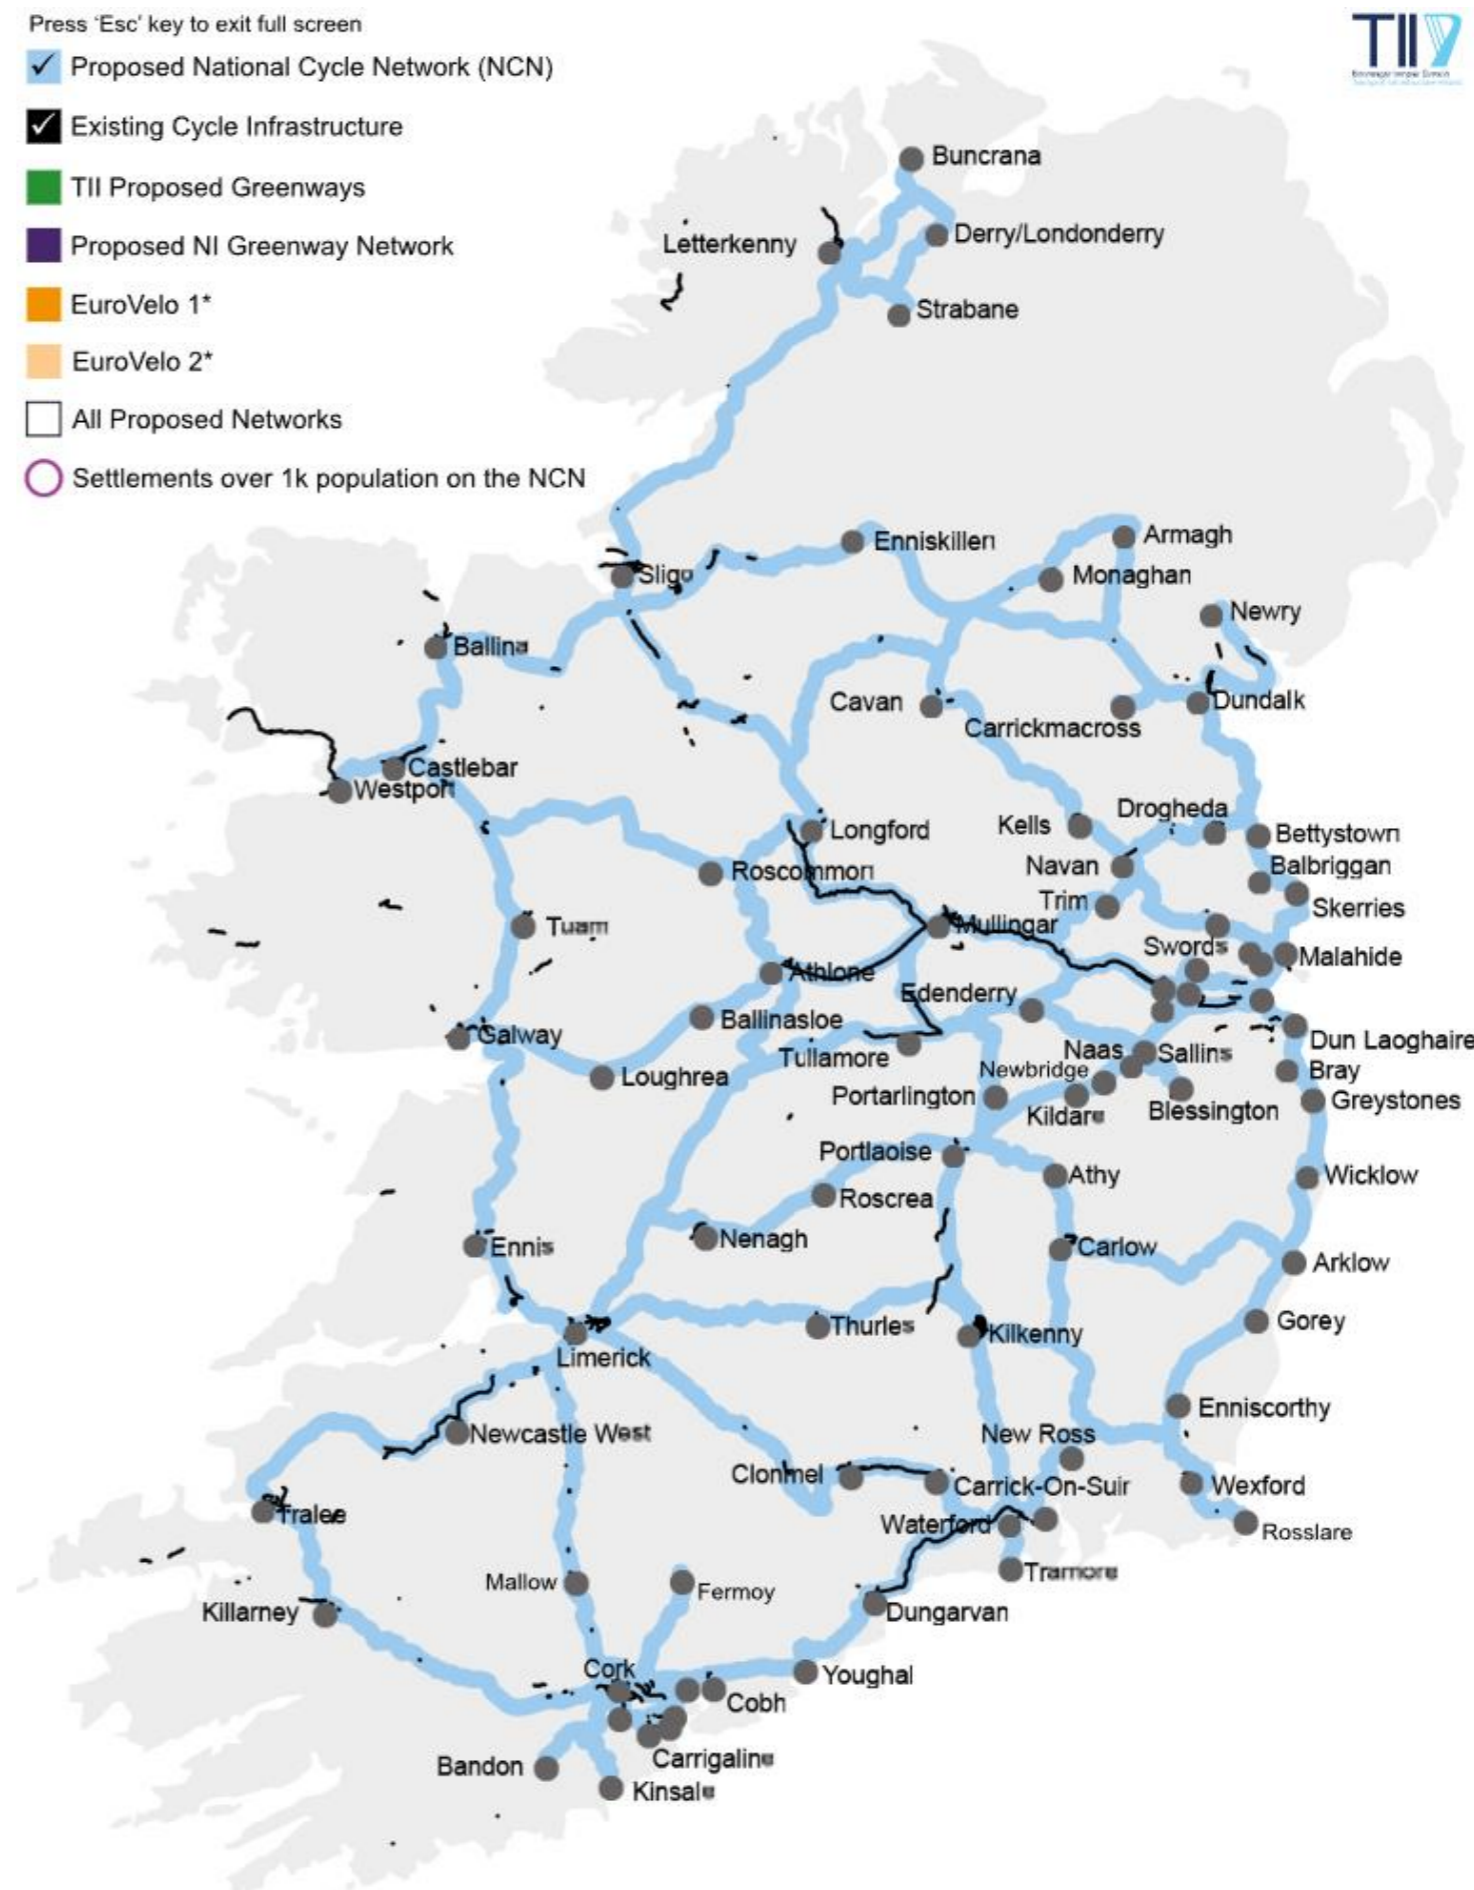 Press 'Esc' key to exit full screen
TII
Proposed National Cycle Network (NCN)
Existing Cycle Infrastructure
TII Proposed Greenways
Proposed NI Greenway Network
EuroVelo 1*
EuroVelo 2*
All Proposed Networks
Settlements over 1k population on the NCN
Buncrana
Letterkenny
Derry/Londonderry
Strabane
Enniskillen
Armagh
Sligo
Monaghan
Newry
Ballina
Cavan
Dundalk
Carrickmacross
Castlebar
Westport
Drogheda
Longford
Kells
Bettystown
Navan
Balbriggan
Roscommon
Trim
Skerries
Tuam
Mullingar
Swords
Malahide
Athlone
Edenderry
Ballinasloe
Galway
Dun Laoghaire
Tullamore
Naas
Sallins
Newbridge
Bray
Loughrea
Portarlington
Kildare
Blessington
Greystones
Portlaoise
Athy
Wicklow
Roscrea
Nenagh
Ennis
Carlow
Arklow
Thurles
Kilkenny
Gorey
Limerick
Enniscorthy
Newcastle West
New Ross
Clonmel
Carrick-On-Suir
Wexford
Tralee
Waterford
Rosslare
Tramore
Mallow
Fermoy
Killarney
Dungarvan
Cork
Youghal
Cobh
Carrigaline
Bandon
Kinsale